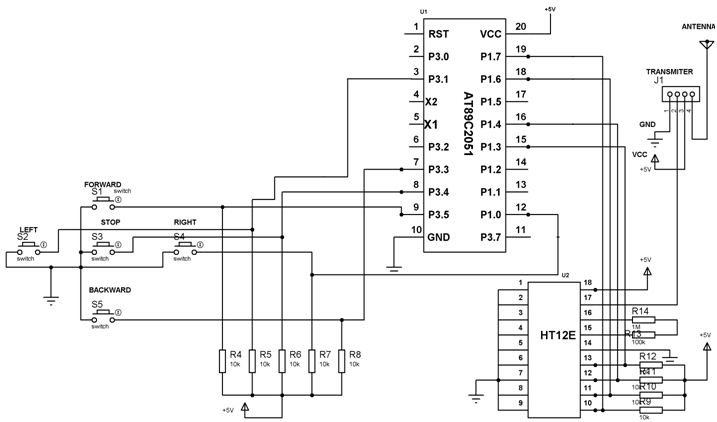 U1
+5V
1 RST VCC 20
2 P3.0 P1.7 19
3 P3.1 P1.6 18
4 X2 P1.5 17
5 X1 P1.4 16
6 P3.2 P1.3 15
7 P3.3 P1.2 14
8 P3.4 P1.1 13
9 P3.5 P1.0 12
10 GND P3.7 11
AT89C2051
ANTENNA
TRANSMITER
J1
1 2 3 4
GND
VCC
+5V
FORWARD
S1
switch
LEFT
S2
switch
STOP
S3
switch
RIGHT
S4
switch
BACKWARD
S5
switch
R4
10k
R5
10k
R6
10k
R7
10k
R8
10k
+5V
U2
HT12E
1 18
2 17
3 16
4 15
5 14
6 13
7 12
8 11
9 10
+5V
R14
1M
R13
100k
R12
R11
R10
R9
10k
+5V